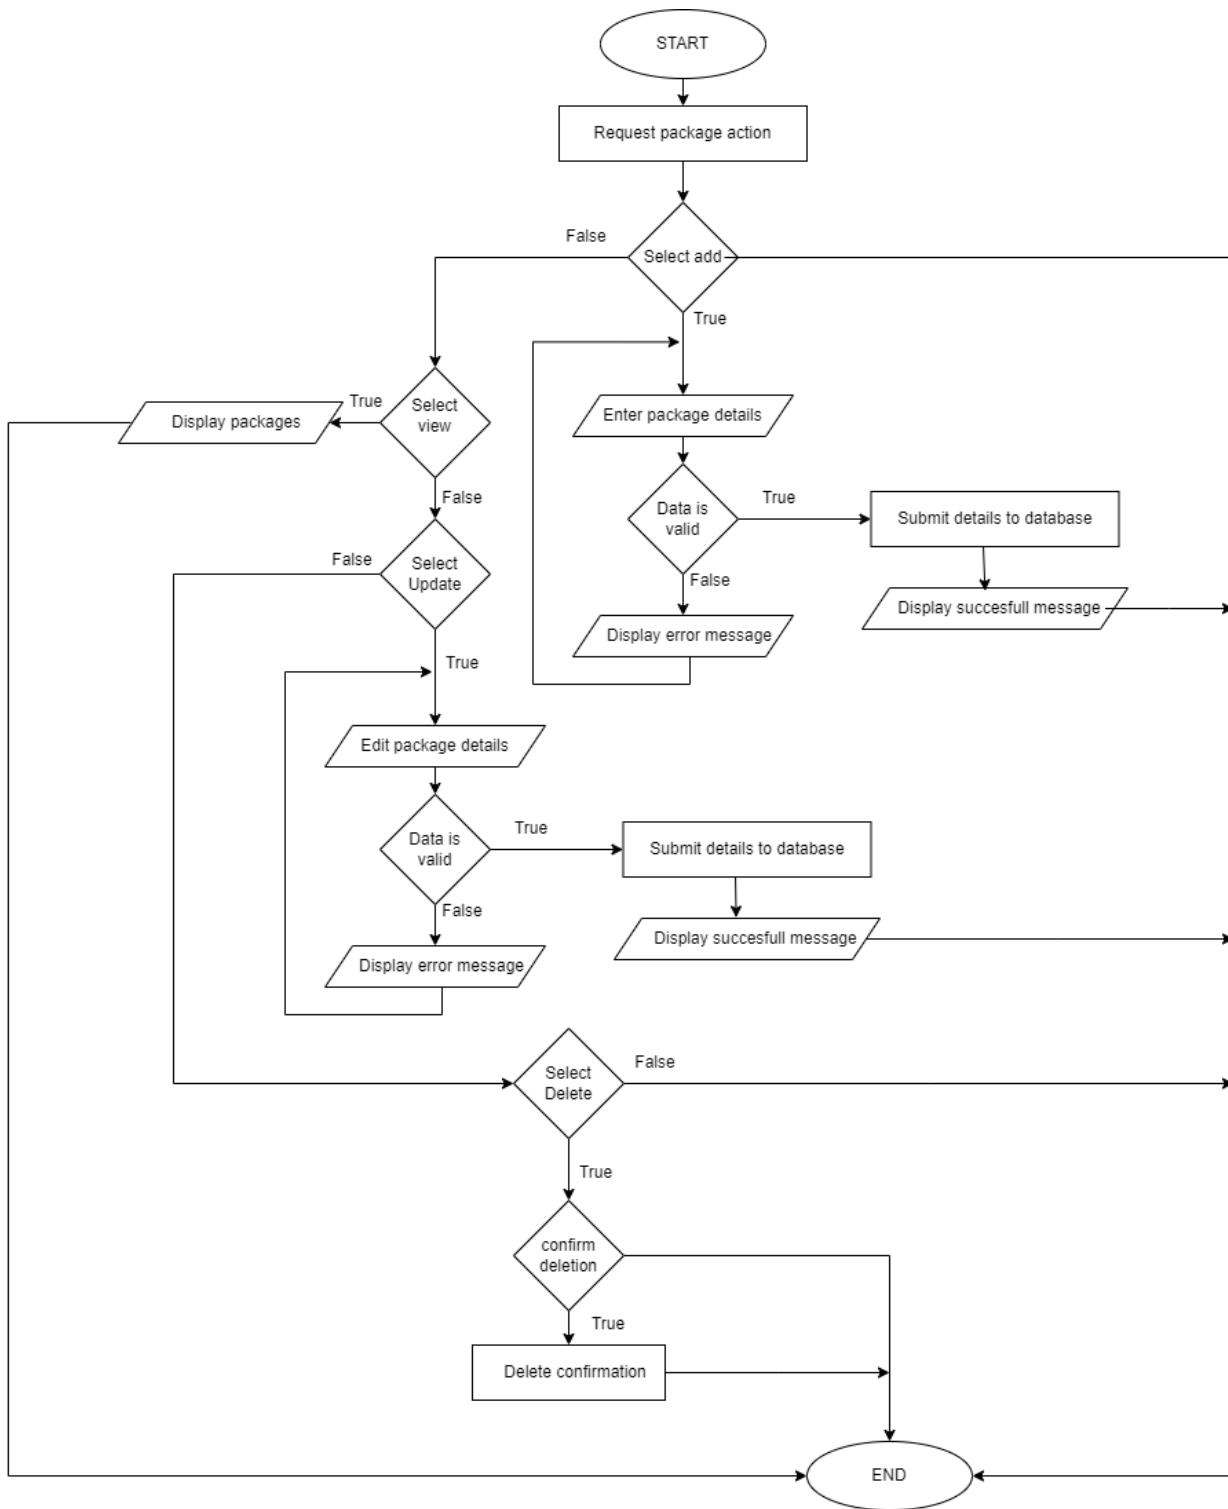 START
Request package action
False
Select add
True
Select
view
True
Display packages
Enter package details
False
Data is
valid
True
Submit details to database
False
Select
Update
False
Display succesfull message
Display error message
True
Edit package details
Data is
valid
True
Submit details to database
False
Display succesfull message
Display error message
Select
Delete
False
True
confirm
deletion
True
Delete confirmation
END